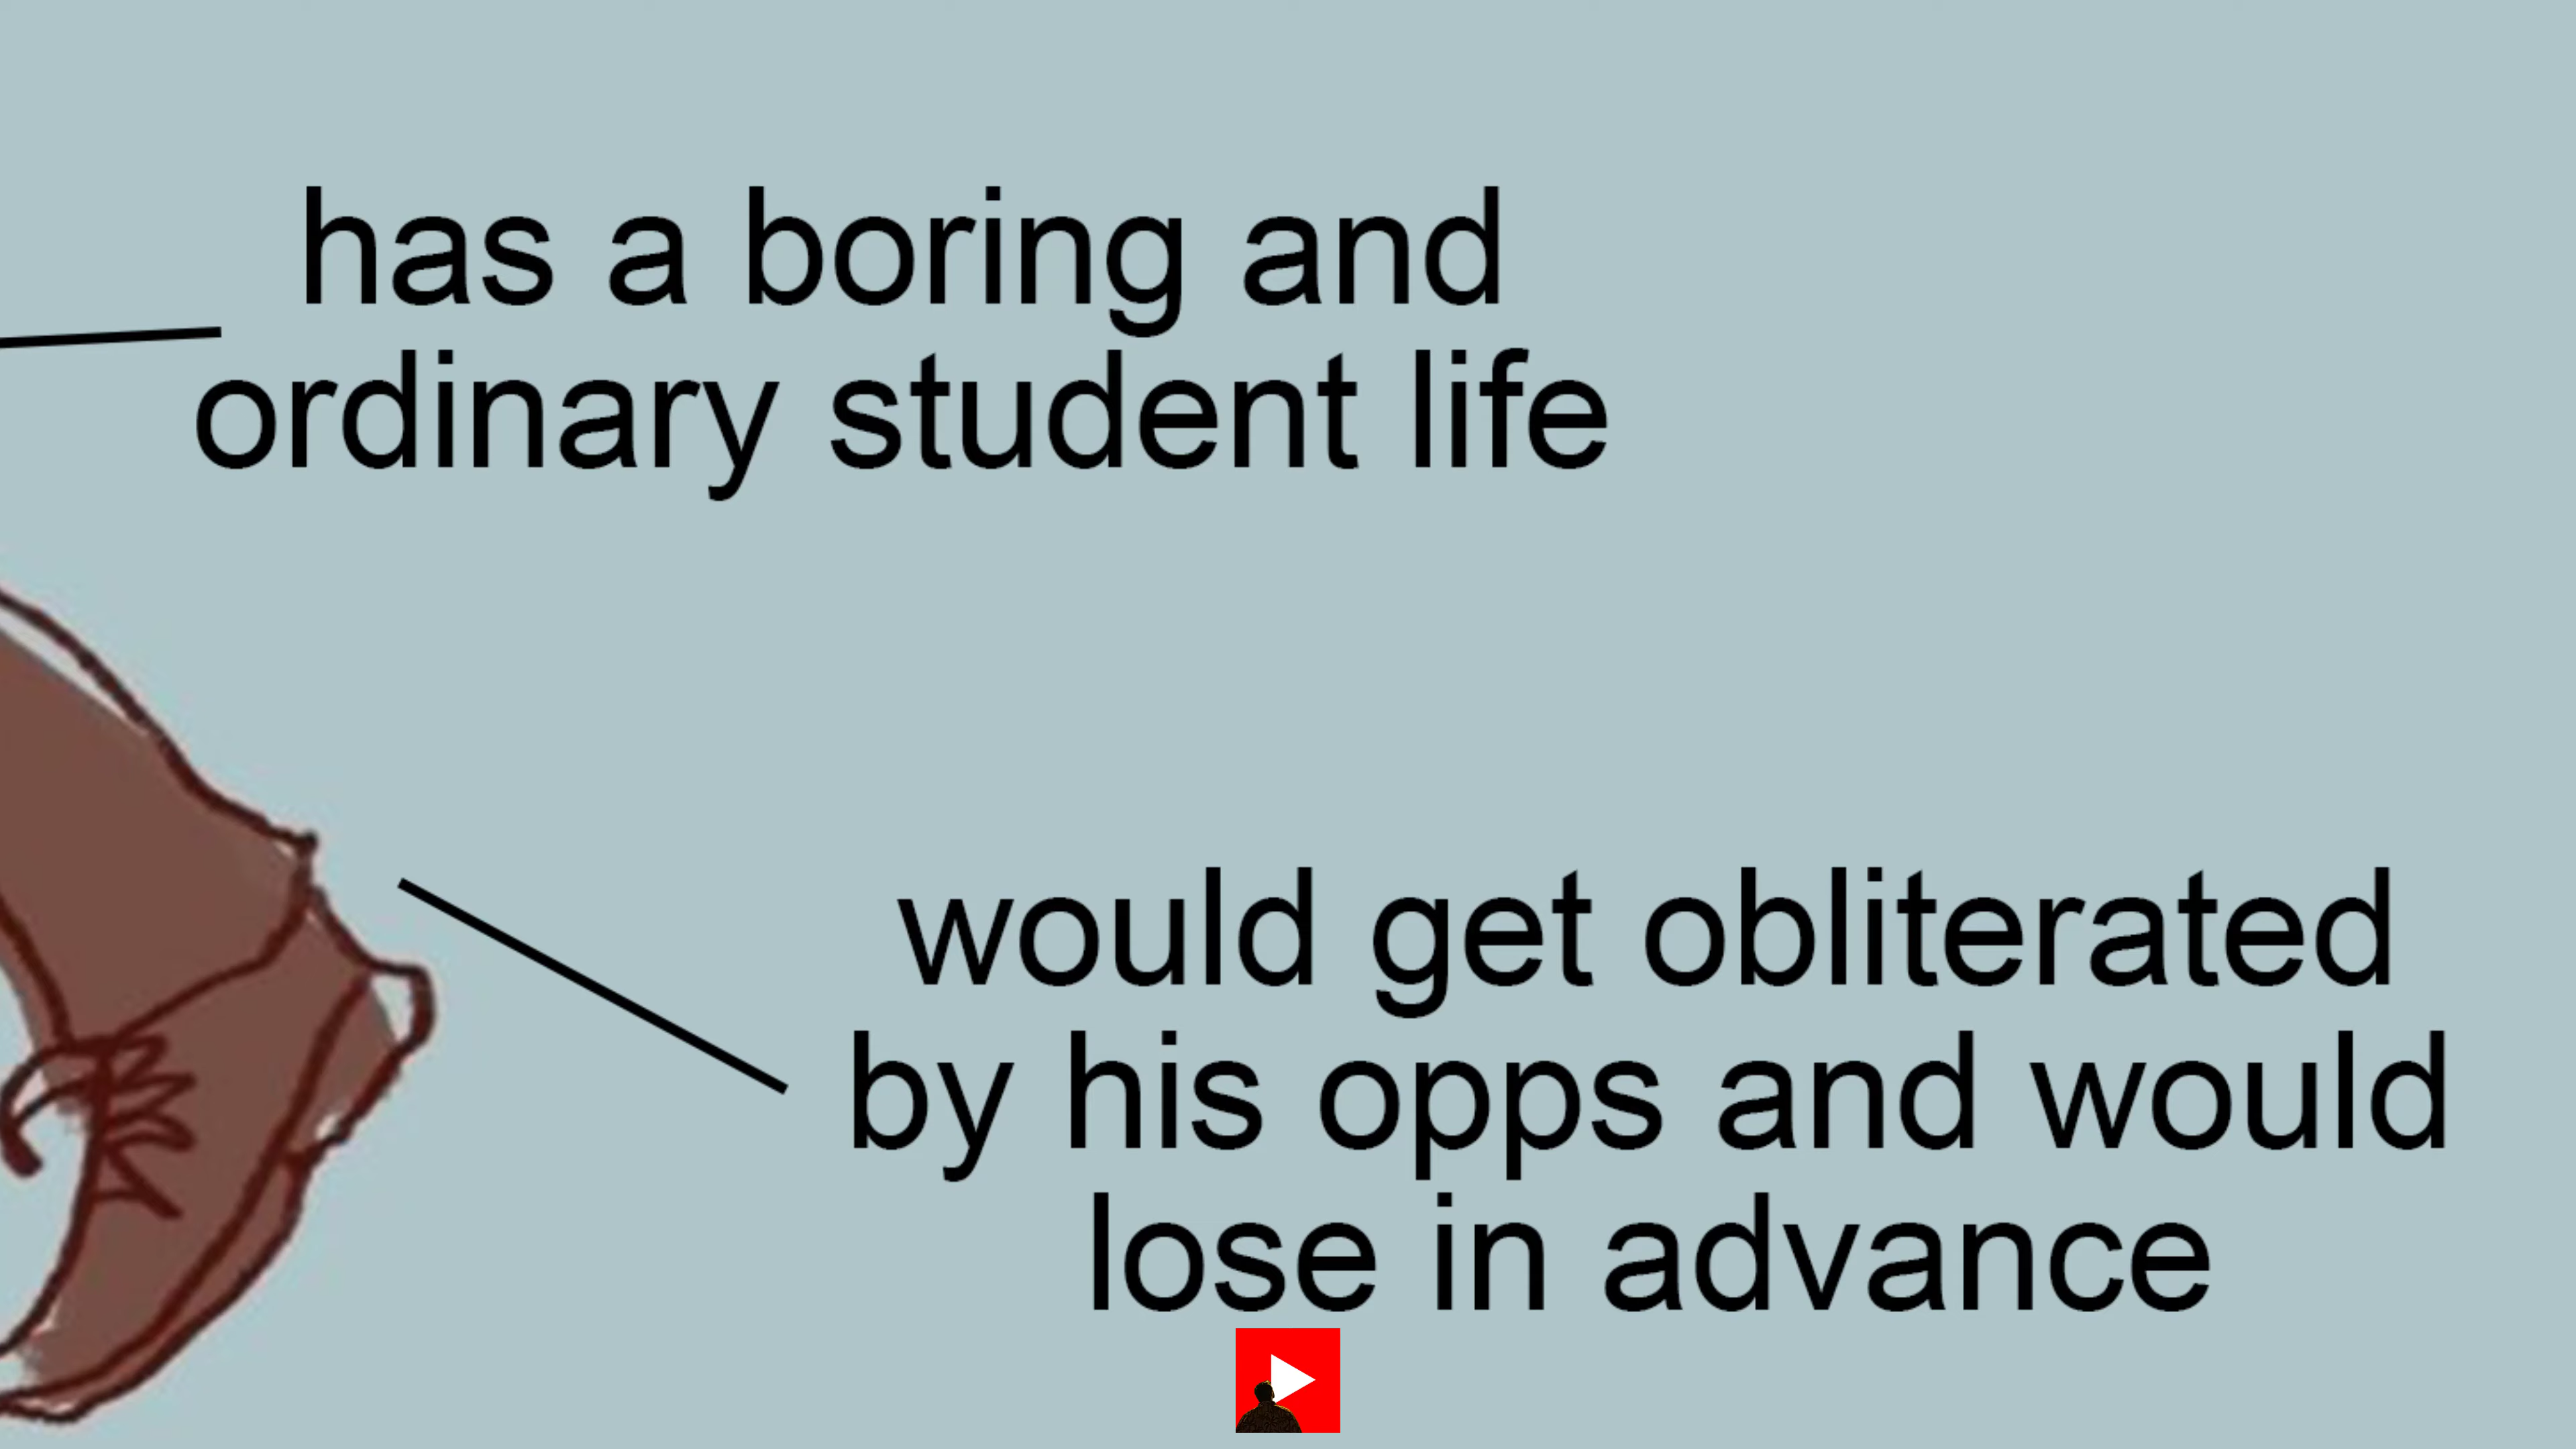 has a boring and
ordinary student life
would get obliterated
by his opps and would
lose in advance